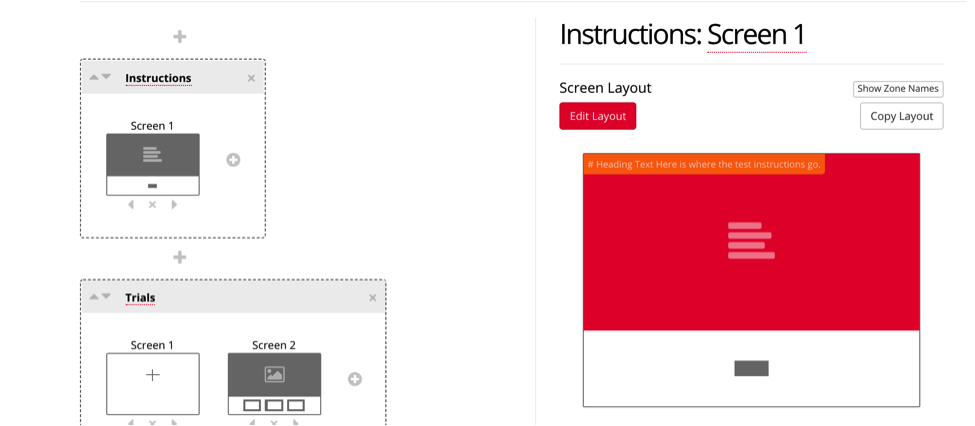 Instructions
Screen 1
Trials
Screen 1
Screen 2
Instructions: Screen 1
Screen Layout
Show Zone Names
Edit Layout
Copy Layout
# Heading Text Here is where the test instructions go.